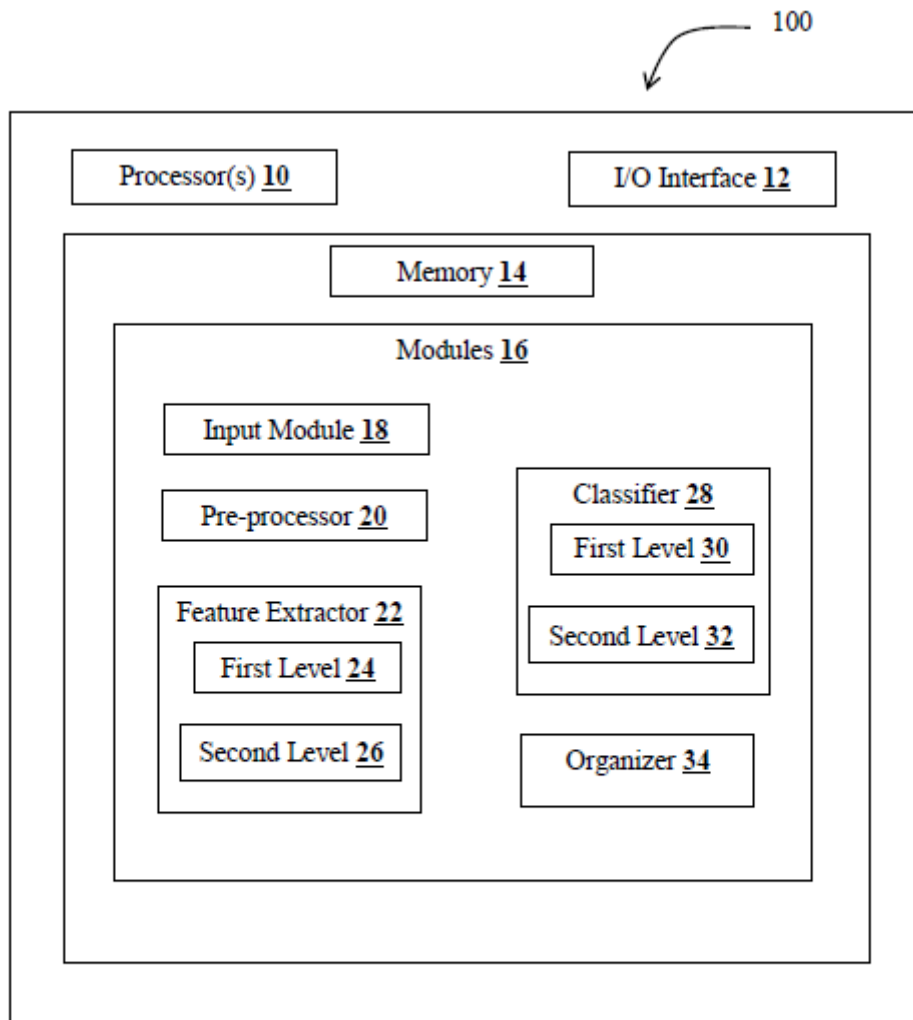 100
Processor(s) 10
I/O Interface 12
Memory 14
Modules 16
Input Module 18
Pre-processor 20
Feature Extractor 22
First Level 24
Second Level 26
Classifier 28
First Level 30
Second Level 32
Organizer 34